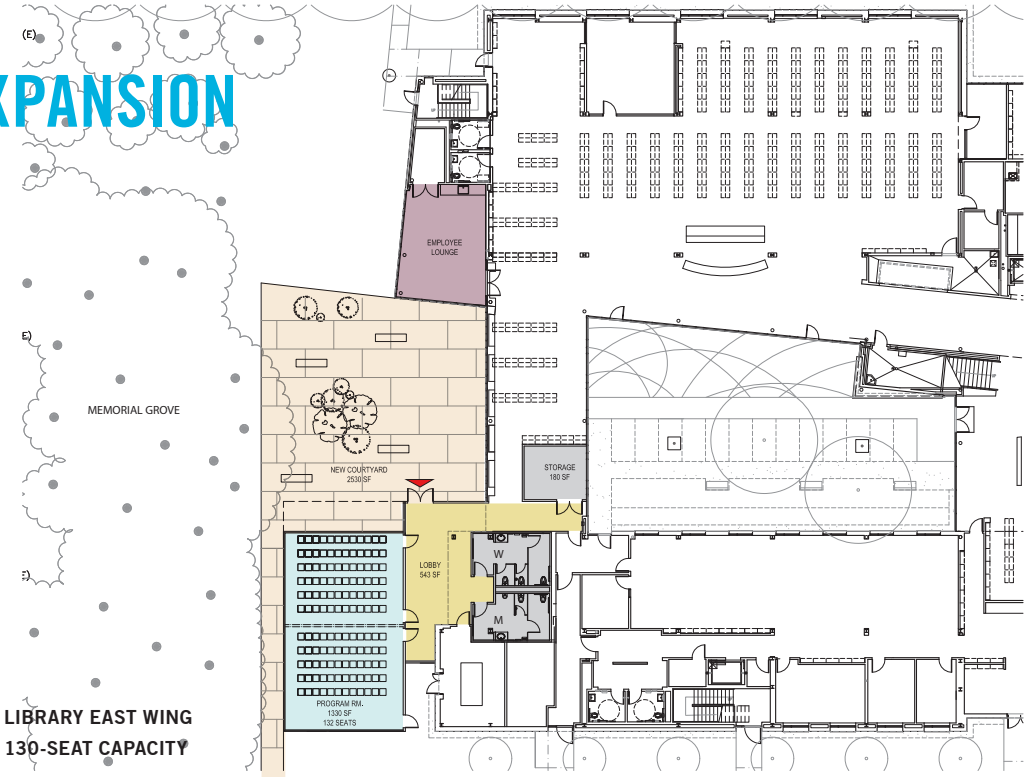 (E)
XPANSION
EMPLOYEE
LOUNGE
E)
MEMORIAL GROVE
NEW COURTYARD
2530 SF
STORAGE
180 SF
W
LOBBY
543 SF
E)
M
PROGRAM RM.
1330 SF
132 SEATS
LIBRARY EAST WING
130-SEAT CAPACITY